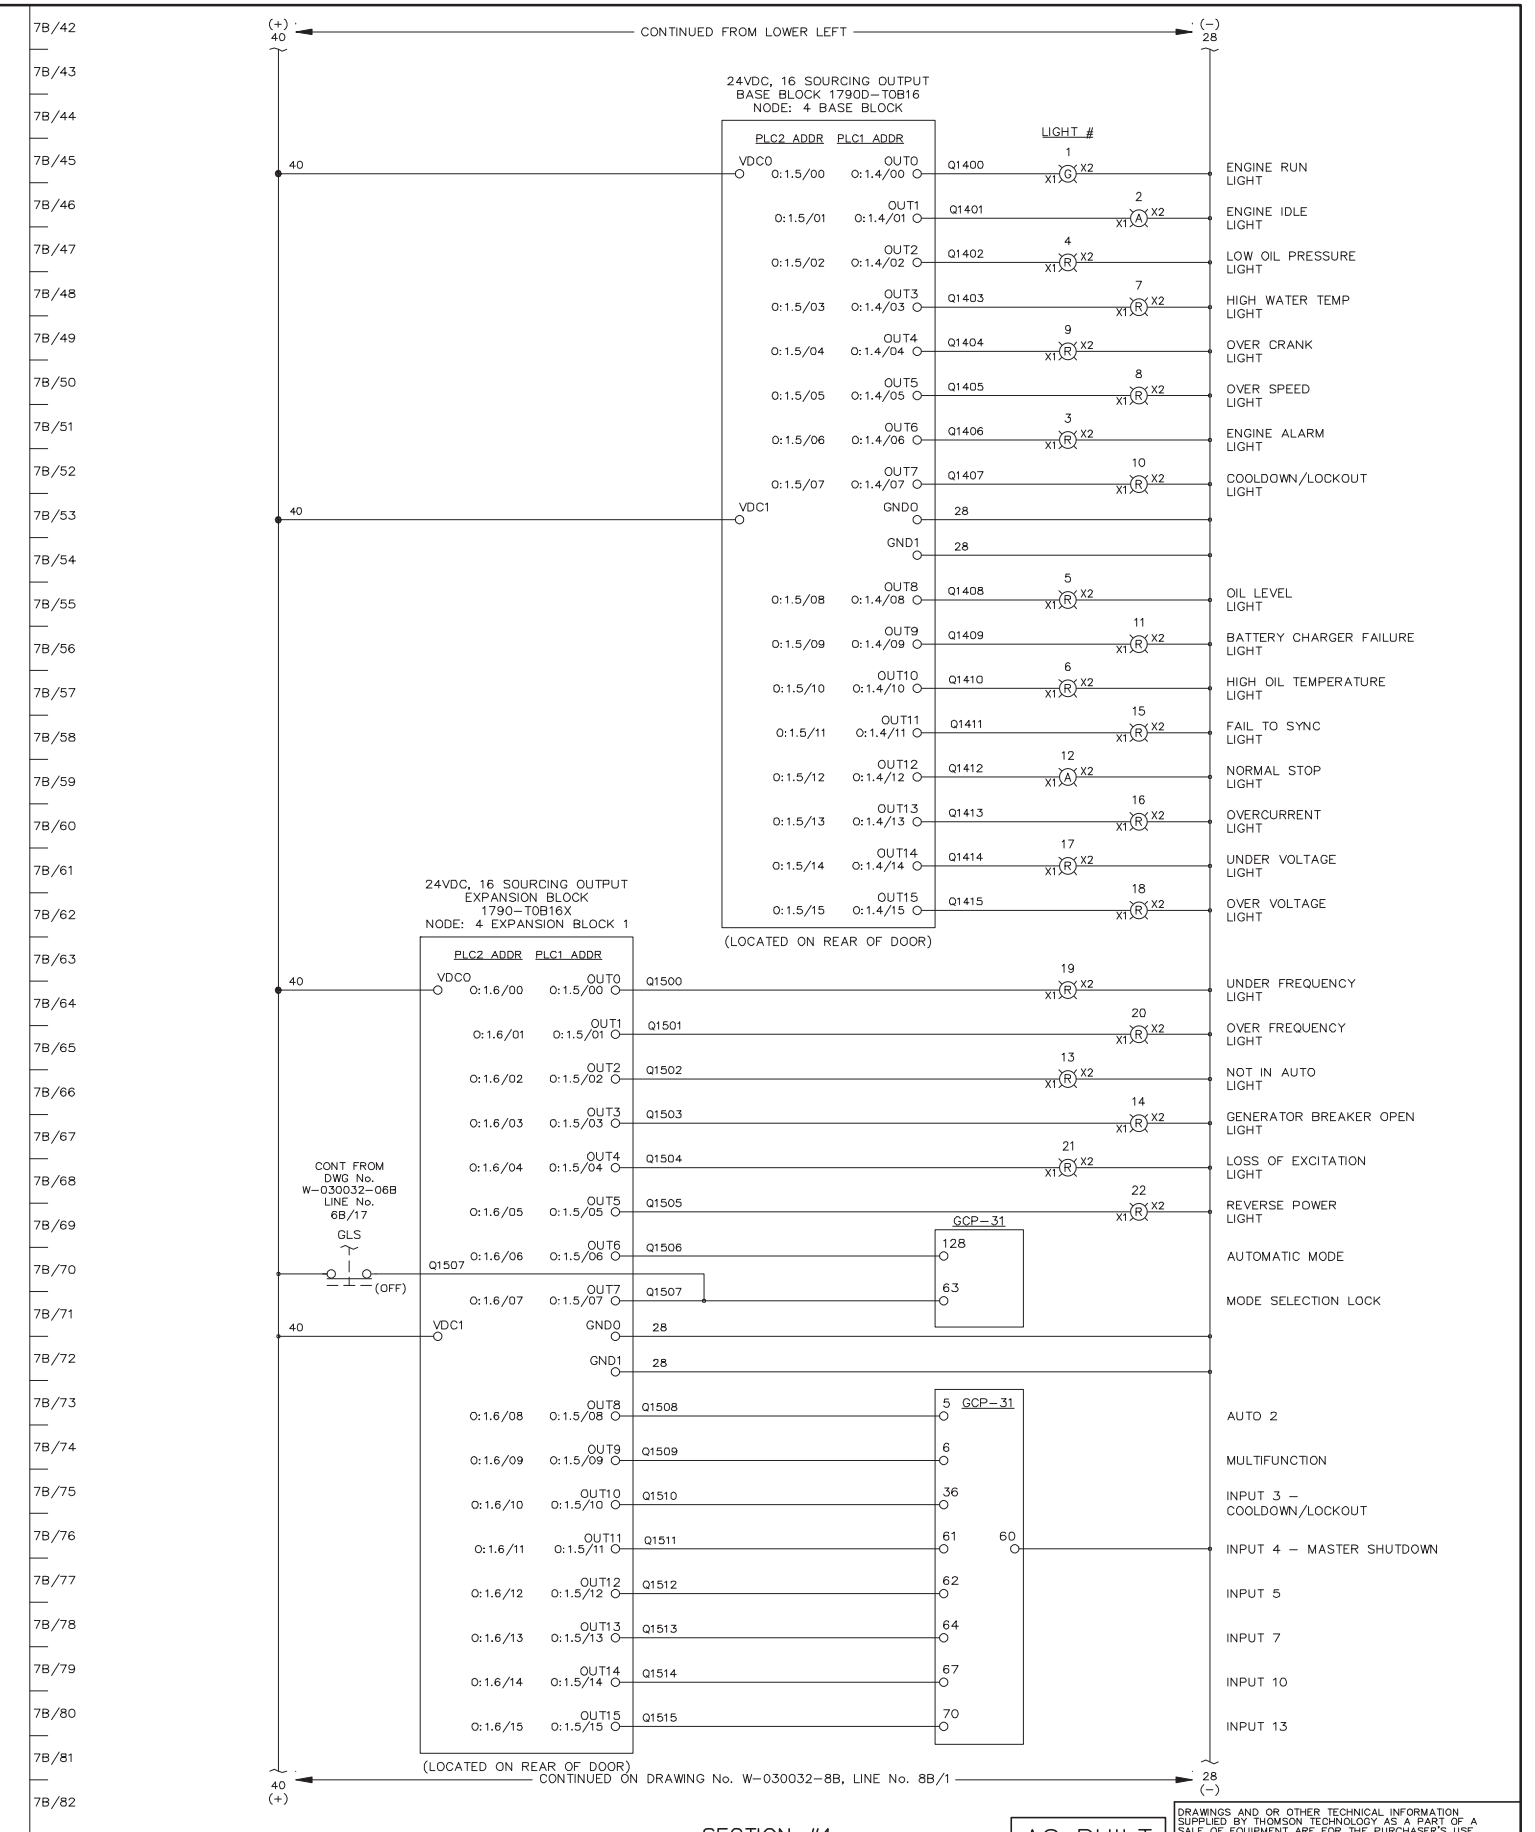 7B/42
(+)
40
CONTINUED FROM LOWER LEFT
(-)
28
7B/43
24VDC, 16 SOURCING OUTPUT
BASE BLOCK 1790D-T0B16
NODE: 4 BASE BLOCK
7B/44
PLC2 ADDR PLC1 ADDR
LIGHT #
7B/45
40
VDC0 O:1.5/00 O:1.4/00 OUT0 Q1400 1 X1 G X2
ENGINE RUN
LIGHT
7B/46
O:1.5/01 O:1.4/01 OUT1 Q1401 2 X1 A X2
ENGINE IDLE
LIGHT
7B/47
O:1.5/02 O:1.4/02 OUT2 Q1402 4 X1 R X2
LOW OIL PRESSURE
LIGHT
7B/48
O:1.5/03 O:1.4/03 OUT3 Q1403 7 X1 R X2
HIGH WATER TEMP
LIGHT
7B/49
O:1.5/04 O:1.4/04 OUT4 Q1404 9 X1 R X2
OVER CRANK
LIGHT
7B/50
O:1.5/05 O:1.4/05 OUT5 Q1405 8 X1 R X2
OVER SPEED
LIGHT
7B/51
O:1.5/06 O:1.4/06 OUT6 Q1406 3 X1 R X2
ENGINE ALARM
LIGHT
7B/52
O:1.5/07 O:1.4/07 OUT7 Q1407 10 X1 R X2
COOLDOWN/LOCKOUT
LIGHT
7B/53
40 VDC1 GND0 28
7B/54
GND1 28
7B/55
O:1.5/08 O:1.4/08 OUT8 Q1408 5 X1 R X2
OIL LEVEL
LIGHT
7B/56
O:1.5/09 O:1.4/09 OUT9 Q1409 11 X1 R X2
BATTERY CHARGER FAILURE
LIGHT
7B/57
O:1.5/10 O:1.4/10 OUT10 Q1410 6 X1 R X2
HIGH OIL TEMPERATURE
LIGHT
7B/58
O:1.5/11 O:1.4/11 OUT11 Q1411 15 X1 R X2
FAIL TO SYNC
LIGHT
7B/59
O:1.5/12 O:1.4/12 OUT12 Q1412 12 X1 A X2
NORMAL STOP
LIGHT
7B/60
O:1.5/13 O:1.4/13 OUT13 Q1413 16 X1 R X2
OVERCURRENT
LIGHT
7B/61
O:1.5/14 O:1.4/14 OUT14 Q1414 17 X1 R X2
UNDER VOLTAGE
LIGHT
24VDC, 16 SOURCING OUTPUT
EXPANSION BLOCK
1790-T0B16X
NODE: 4 EXPANSION BLOCK 1
7B/62
O:1.5/15 O:1.4/15 OUT15 Q1415 18 X1 R X2
OVER VOLTAGE
LIGHT
(LOCATED ON REAR OF DOOR)
7B/63
PLC2 ADDR PLC1 ADDR
40 VDC0 O:1.6/00 O:1.5/00 OUT0 Q1500 19 X1 R X2
UNDER FREQUENCY
LIGHT
7B/64
O:1.6/01 O:1.5/01 OUT1 Q1501 20 X1 R X2
OVER FREQUENCY
LIGHT
7B/65
O:1.6/02 O:1.5/02 OUT2 Q1502 13 X1 R X2
NOT IN AUTO
LIGHT
7B/66
O:1.6/03 O:1.5/03 OUT3 Q1503 14 X1 R X2
GENERATOR BREAKER OPEN
LIGHT
7B/67
O:1.6/04 O:1.5/04 OUT4 Q1504 21 X1 R X2
LOSS OF EXCITATION
LIGHT
CONT FROM
DWG No.
W-030032-06B
LINE No.
6B/17
GLS
(OFF)
7B/68
O:1.6/05 O:1.5/05 OUT5 Q1505 22 X1 R X2
REVERSE POWER
LIGHT
7B/69
GCP-31
O:1.6/06 O:1.5/06 OUT6 Q1506 128
AUTOMATIC MODE
7B/70
Q1507
O:1.6/07 O:1.5/07 OUT7 Q1507 63
MODE SELECTION LOCK
7B/71
40 VDC1 GND0 28
7B/72
GND1 28
7B/73
O:1.6/08 O:1.5/08 OUT8 Q1508 5 GCP-31
AUTO 2
7B/74
O:1.6/09 O:1.5/09 OUT9 Q1509 6
MULTIFUNCTION
7B/75
O:1.6/10 O:1.5/10 OUT10 Q1510 36
INPUT 3 -
COOLDOWN/LOCKOUT
7B/76
O:1.6/11 O:1.5/11 OUT11 Q1511 61 60
INPUT 4 - MASTER SHUTDOWN
7B/77
O:1.6/12 O:1.5/12 OUT12 Q1512 62
INPUT 5
7B/78
O:1.6/13 O:1.5/13 OUT13 Q1513 64
INPUT 7
7B/79
O:1.6/14 O:1.5/14 OUT14 Q1514 67
INPUT 10
7B/80
O:1.6/15 O:1.5/15 OUT15 Q1515 70
INPUT 13
7B/81
(LOCATED ON REAR OF DOOR)
40
(+)
CONTINUED ON DRAWING No. W-030032-8B, LINE No. 8B/1
28
(-)
7B/82
DRAWINGS AND OR OTHER TECHNICAL INFORMATION
SUPPLIED BY THOMSON TECHNOLOGY AS A PART OF A
SALE OF EQUIPMENT ARE FOR THE PURCHASER'S USE
SECTION #4
AS BUILT